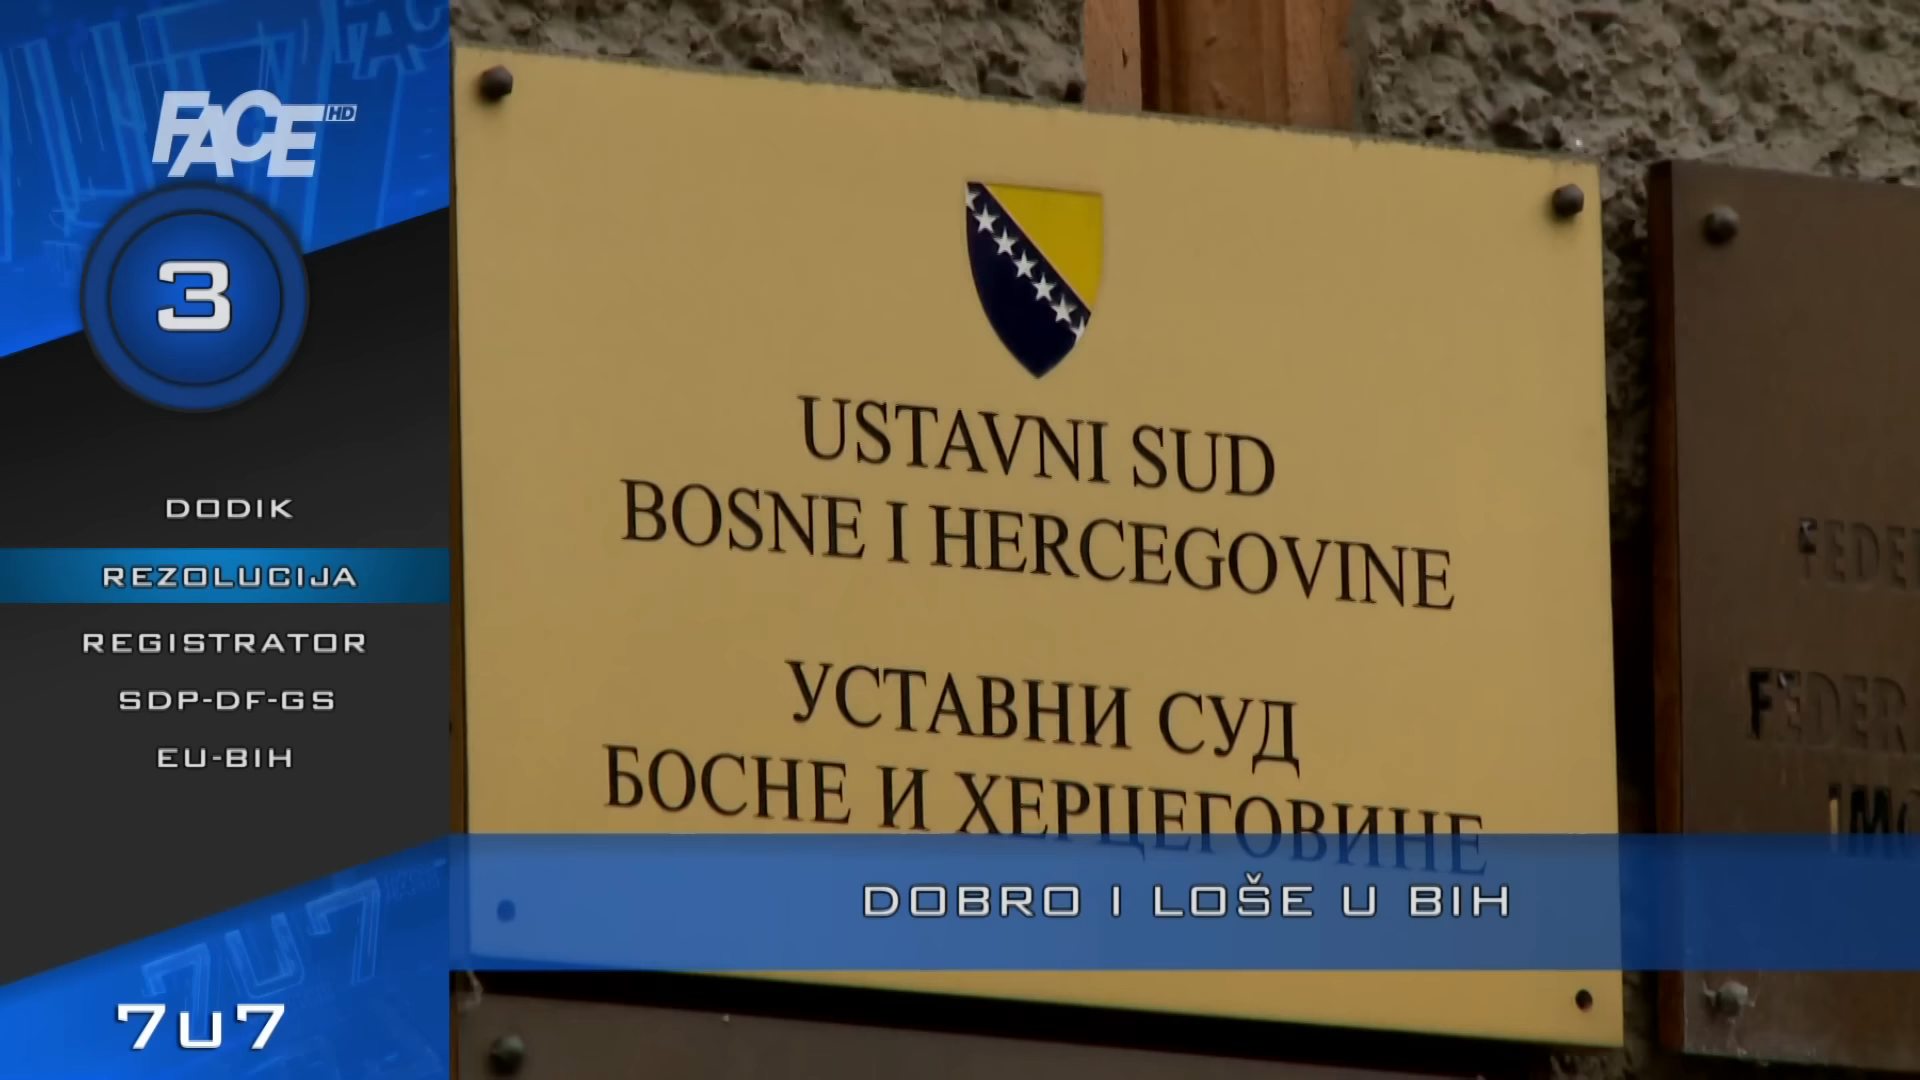 FACE HD
3
DODIK
REZOLUCIJA
REGISTRATOR
SDP-DF-GS
EU-BIH
7u7
USTAVNI SUD
BOSNE I HERCEGOVINE
УСТАВНИ СУД
БОСНЕ И ХЕРЦЕГОВИНЕ
DOBRO I LOŠE U BIH